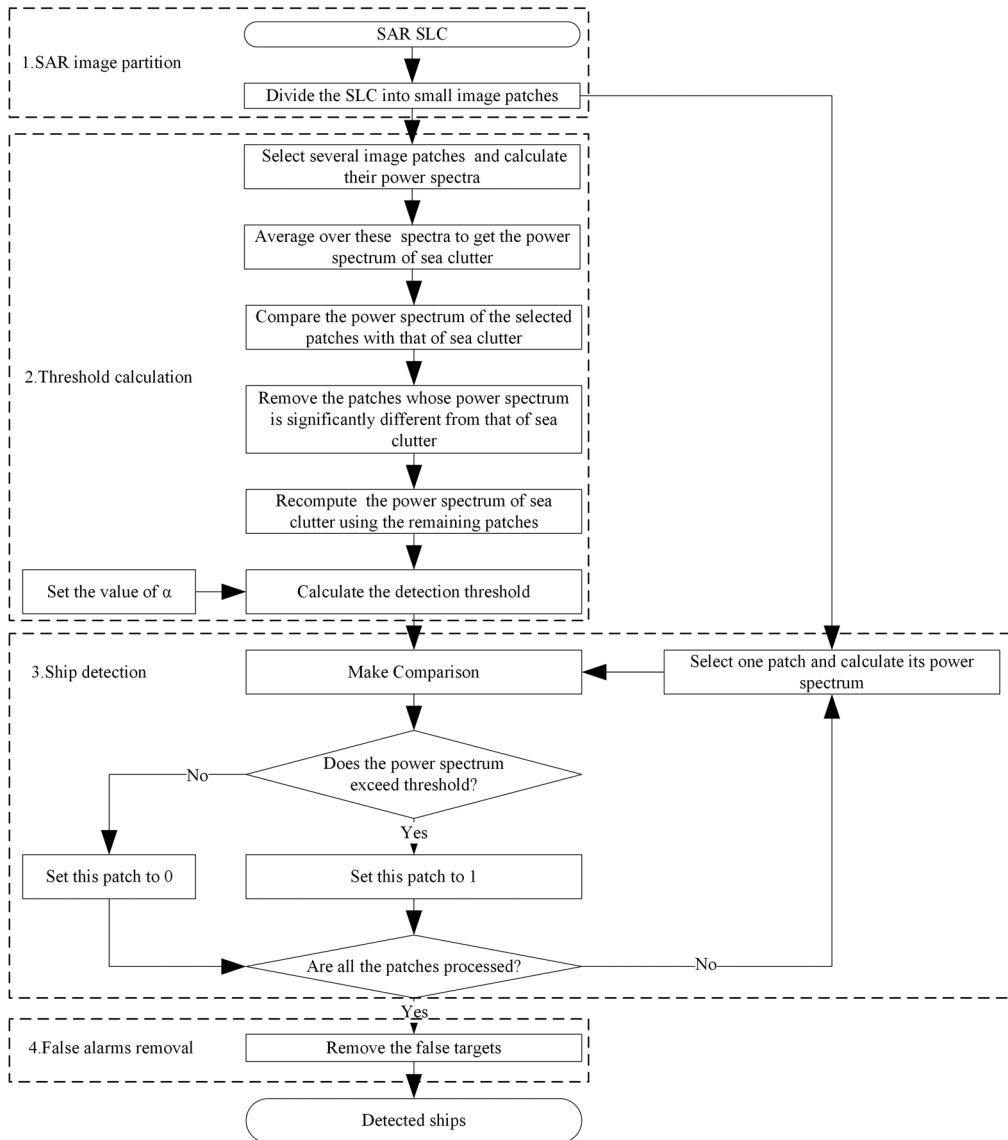 SAR SLC
1.SAR image partition
Divide the SLC into small image patches
Select several image patches and calculate
their power spectra
Average over these spectra to get the power
spectrum of sea clutter
Compare the power spectrum of the selected
patches with that of sea clutter
2.Threshold calculation
Remove the patches whose power spectrum
is significantly different from that of sea
clutter
Recompute the power spectrum of sea
clutter using the remaining patches
Set the value of α
Calculate the detection threshold
3.Ship detection
Make Comparison
Select one patch and calculate its power
spectrum
Does the power spectrum
exceed threshold?
No
Yes
Set this patch to 0
Set this patch to 1
Are all the patches processed?
No
Yes
4.False alarms removal
Remove the false targets
Detected ships